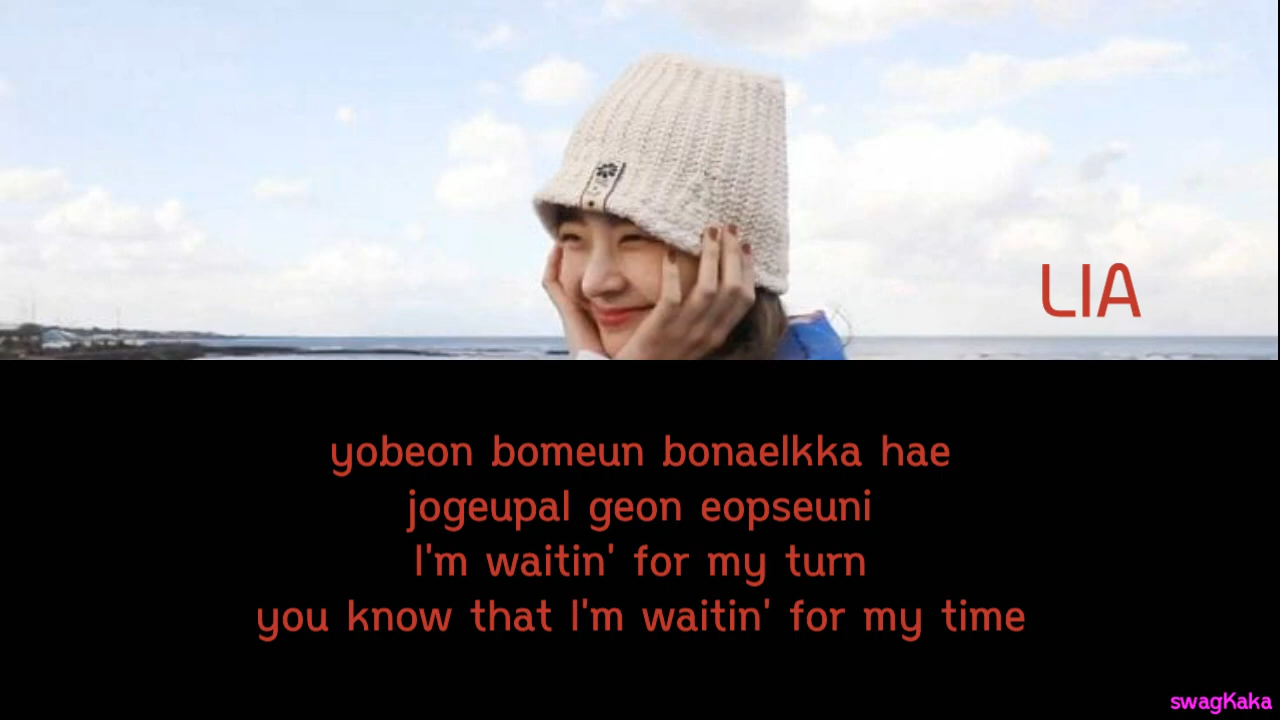 LIA
yobeon bomeun bonaelkka hae
jogeupal geon eopseuni
I'm waitin' for my turn
you know that I'm waitin' for my time
swagKaka